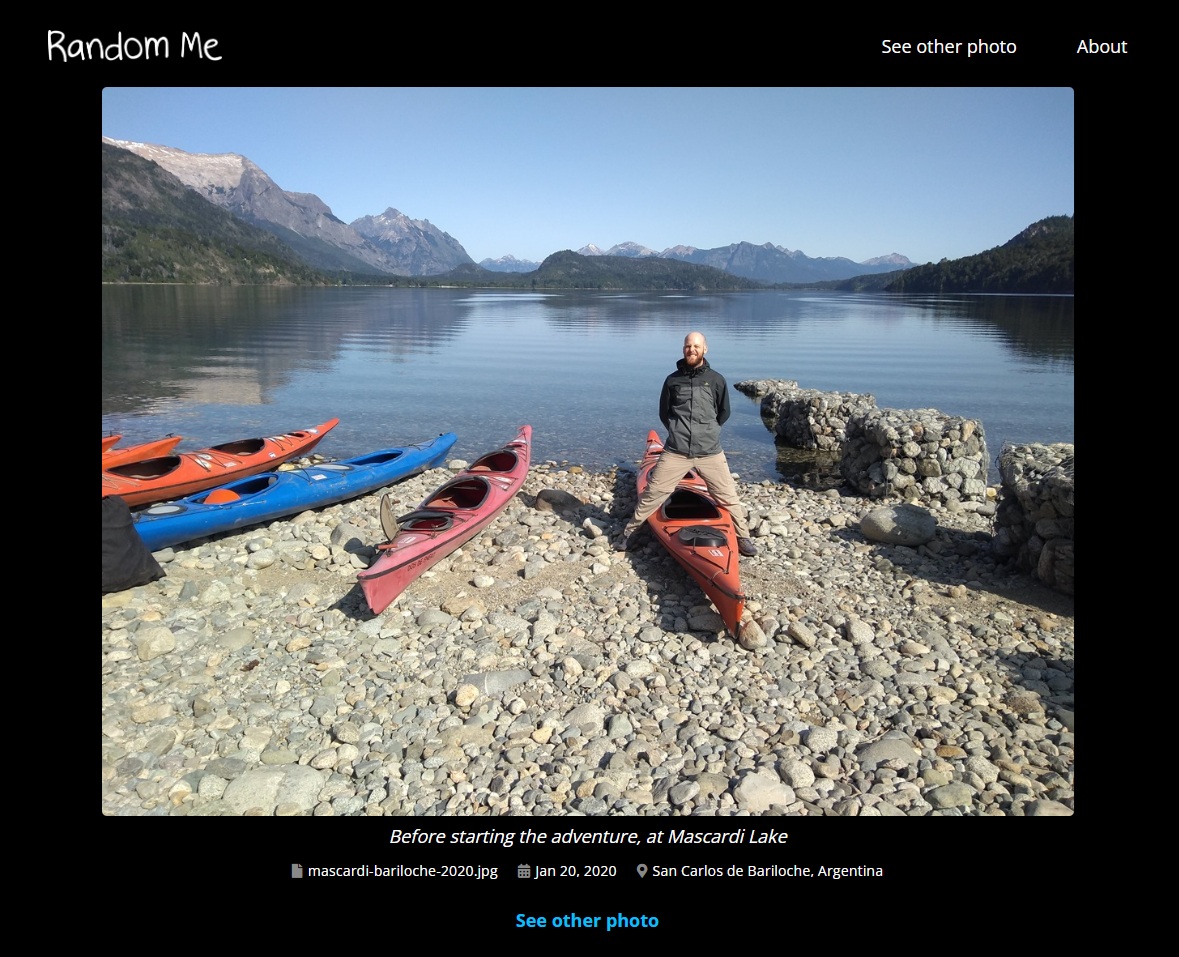 Random Me
See other photo
About
Before starting the adventure, at Mascardi Lake
mascardi-bariloche-2020.jpg
Jan 20, 2020
San Carlos de Bariloche, Argentina
See other photo